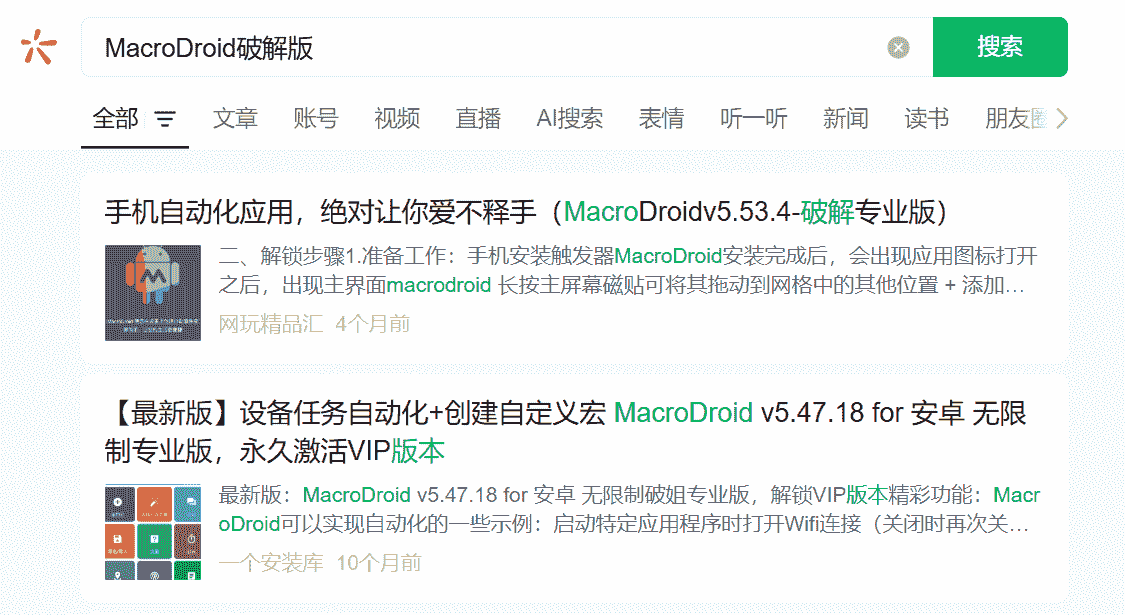 MacroDroid破解版
搜索
全部 文章 账号 视频 直播 AI搜索 表情 听一听 新闻 读书 朋友圈
手机自动化应用，绝对让你爱不释手（MacroDroidv5.53.4-破解专业版）
二、解锁步骤1.准备工作：手机安装触发器MacroDroid安装完成后，会出现应用图标打开
之后，出现主界面macrodroid 长按主屏幕磁贴可将其拖动到网格中的其他位置 + 添加...
网玩精品汇 4个月前
【最新版】设备任务自动化+创建自定义宏 MacroDroid v5.47.18 for 安卓 无限
制专业版，永久激活VIP版本
最新版：MacroDroid v5.47.18 for 安卓 无限制破姐专业版，解锁VIP版本精彩功能：Macr
oDroid可以实现自动化的一些示例：启动特定应用程序时打开Wifi连接（关闭时再次关...
一个安装库 10个月前